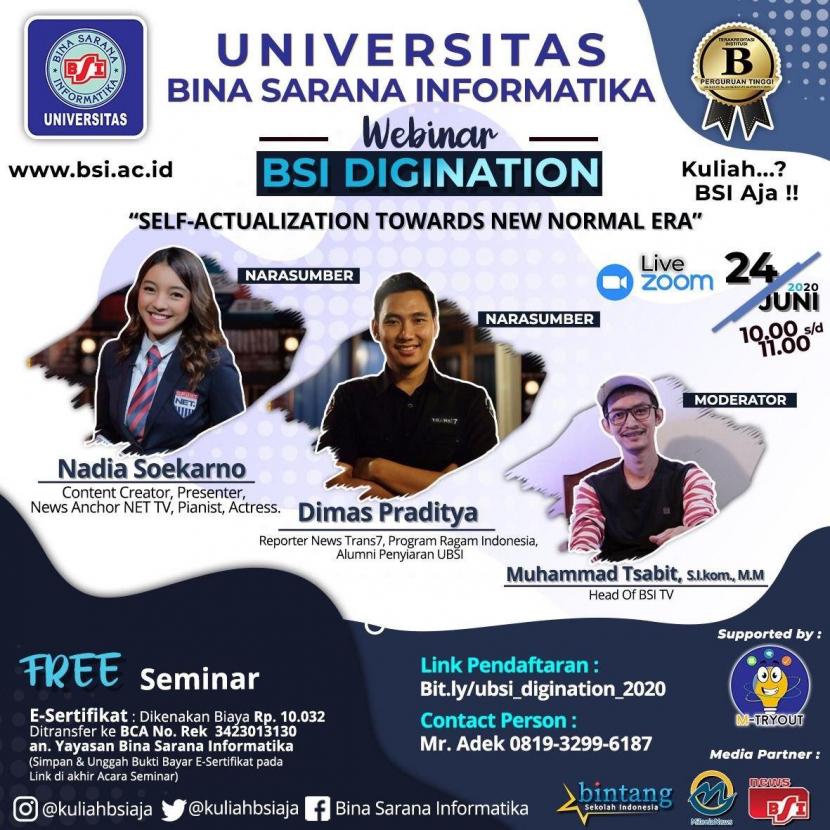 BINA SARANA
BSI
INFORMATIKA
UNIVERSITAS
UNIVERSITAS
BINA SARANA INFORMATIKA
TERAKREDITASI
INSTITUSI
B
PERGURUAN TINGGI
www.bsi.ac.id
Webinar
BSI DIGINATION
Kuliah...?
BSI Aja !!
“SELF-ACTUALIZATION TOWARDS NEW NORMAL ERA”
NARASUMBER
NARASUMBER
MODERATOR
Live
zoom
24
2020
JUNI
10.00 s/d
11.00
NET.
TRANS7
Nadia Soekarno
Content Creator, Presenter,
News Anchor NET TV, Pianist, Actress.
Dimas Praditya
Reporter News Trans7, Program Ragam Indonesia,
Alumni Penyiaran UBSI
Muhammad Tsabit, S.I.kom., M.M
Head Of BSI TV
FREE Seminar
E-Sertifikat : Dikenakan Biaya Rp. 10.032
Ditransfer ke BCA No. Rek 3423013130
an. Yayasan Bina Sarana Informatika
(Simpan & Unggah Bukti Bayar E-Sertifikat pada
Link di akhir Acara Seminar)
Link Pendaftaran :
Bit.ly/ubsi_digination_2020
Contact Person :
Mr. Adek 0819-3299-6187
Supported by :
M-TRYOUT
Media Partner :
@kuliahbsiaja
@kuliahbsiaja
Bina Sarana Informatika
bintang
Sekolah Indonesia
MileniaNews
news
BSI